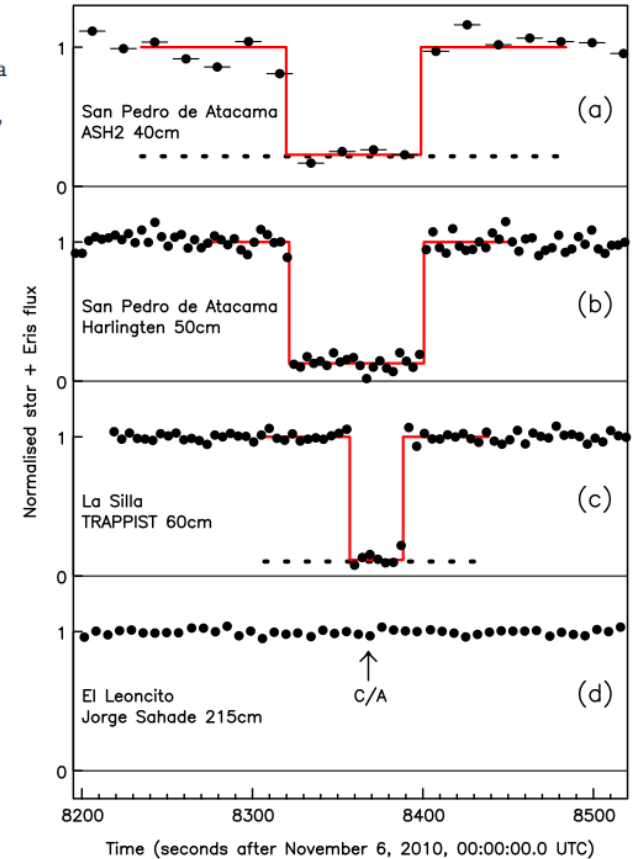 a
,
1
San Pedro de Atacama
ASH2 40cm
(a)
0
1
San Pedro de Atacama
Harlingten 50cm
(b)
0
Normalised star + Eris flux
1
La Silla
TRAPPIST 60cm
(c)
0
1
El Leoncito
Jorge Sahade 215cm
C/A
(d)
0
8200 8300 8400 8500
Time (seconds after November 6, 2010, 00:00:00.0 UTC)